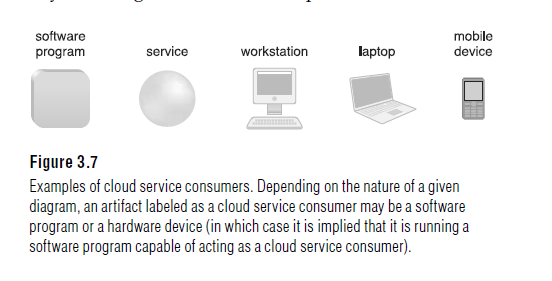 software
program
service
workstation
laptop
mobile
device
Figure 3.7
Examples of cloud service consumers. Depending on the nature of a given
diagram, an artifact labeled as a cloud service consumer may be a software
program or a hardware device (in which case it is implied that it is running a
software program capable of acting as a cloud service consumer).